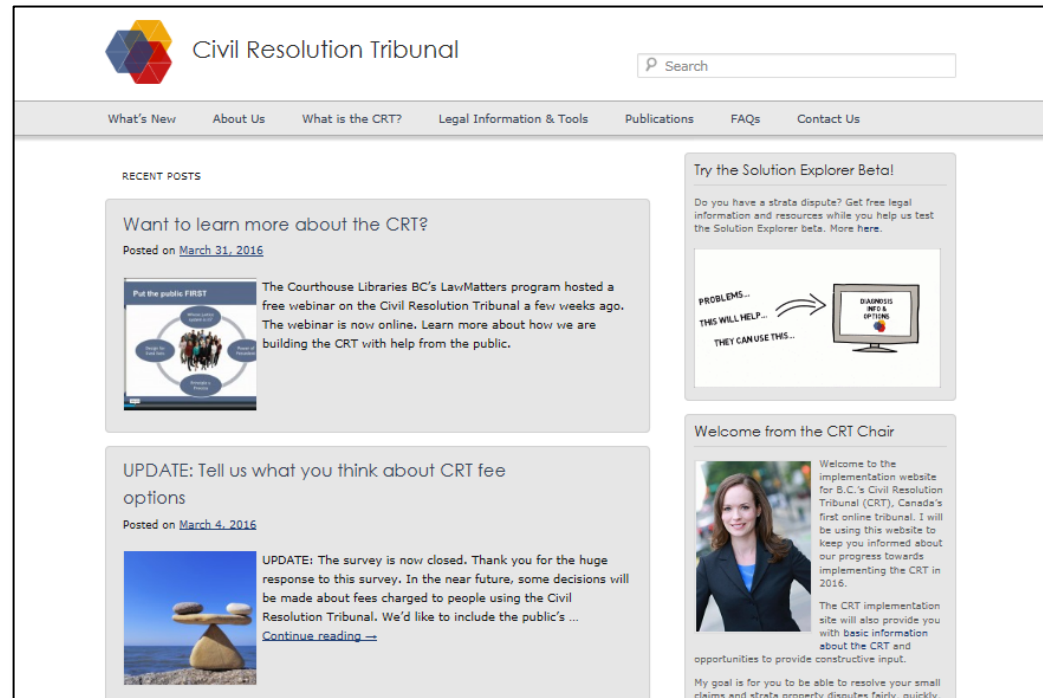 Civil Resolution Tribunal
Search
What's New About Us What is the CRT? Legal Information & Tools Publications FAQs Contact Us
RECENT POSTS
Want to learn more about the CRT?
Posted on March 31, 2016
Put the public FIRST
The Courthouse Libraries BC's LawMatters program hosted a
free webinar on the Civil Resolution Tribunal a few weeks ago.
The webinar is now online. Learn more about how we are
building the CRT with help from the public.
UPDATE: Tell us what you think about CRT fee
options
Posted on March 4, 2016
UPDATE: The survey is now closed. Thank you for the huge
response to this survey. In the near future, some decisions will
be made about fees charged to people using the Civil
Resolution Tribunal. We'd like to include the public's …
Continue reading →
Try the Solution Explorer Beta!
Do you have a strata dispute? Get free legal
information and resources while you help us test
the Solution Explorer beta. More here.
PROBLEMS...
THIS WILL HELP...
THEY CAN USE THIS...
DIAGNOSIS
INFO &
OPTIONS
Welcome from the CRT Chair
Welcome to the
implementation website
for B.C.'s Civil Resolution
Tribunal (CRT), Canada's
first online tribunal. I will
be using this website to
keep you informed about
our progress towards
implementing the CRT in
2016.
The CRT implementation
site will also provide you
with basic information
about the CRT and
opportunities to provide constructive input.
My goal is for you to be able to resolve your small
claims and strata property disputes fairly, quickly,